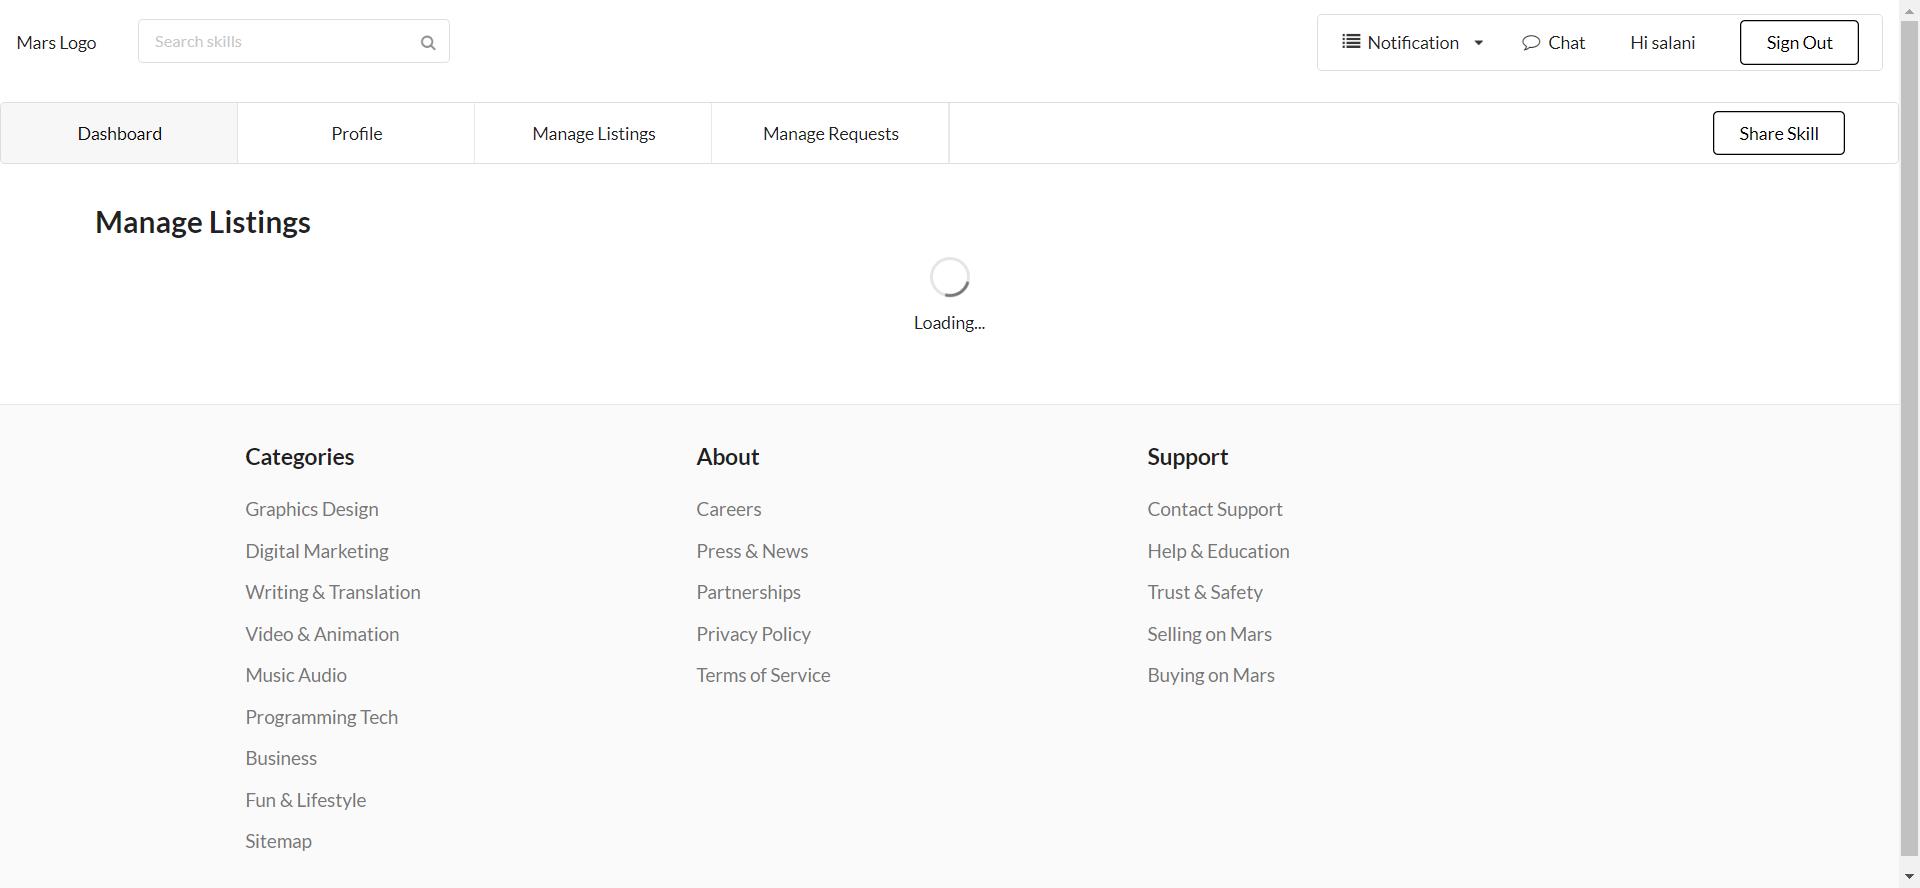 Mars Logo
Search skills
Notification
Chat
Hi salani
Sign Out
Dashboard
Profile
Manage Listings
Manage Requests
Share Skill
Manage Listings
Loading...
Categories
Graphics Design
Digital Marketing
Writing & Translation
Video & Animation
Music Audio
Programming Tech
Business
Fun & Lifestyle
Sitemap
About
Careers
Press & News
Partnerships
Privacy Policy
Terms of Service
Support
Contact Support
Help & Education
Trust & Safety
Selling on Mars
Buying on Mars